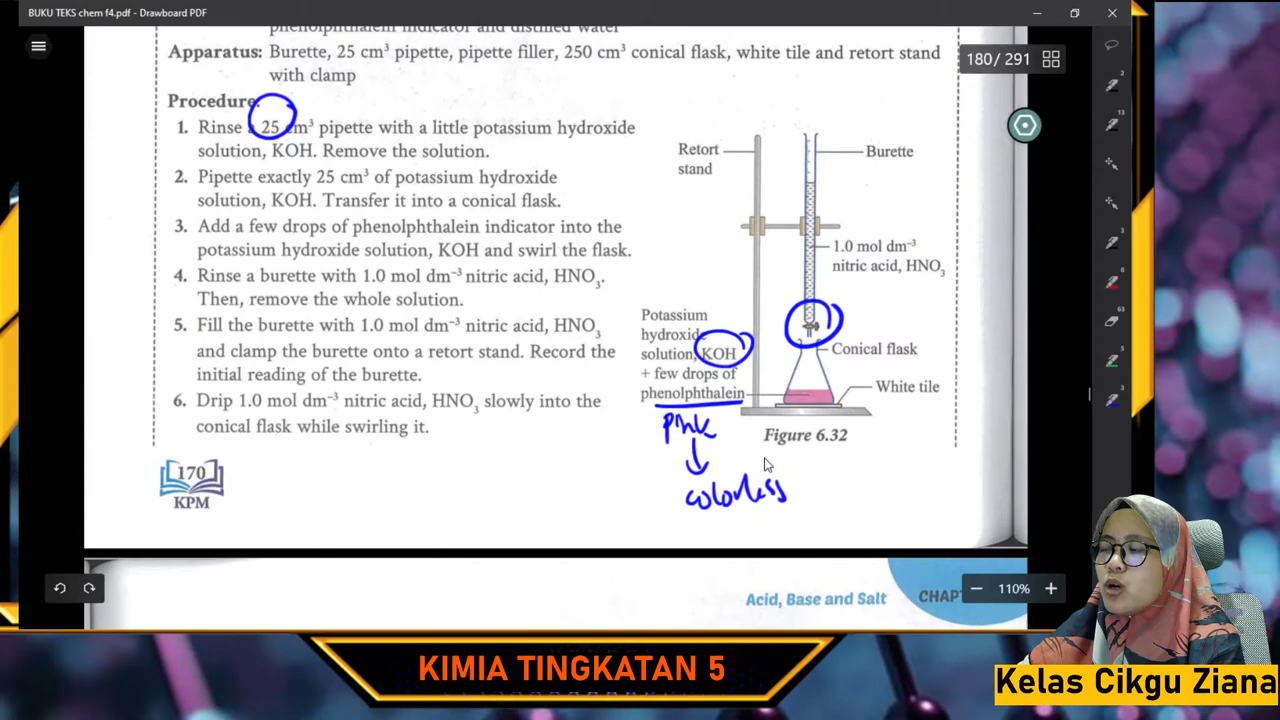 BUKU TEKS chem f4.pdf - Drawboard PDF
phenolphthalein indicator and distilled water
Apparatus: Burette, 25 cm³ pipette, pipette filler, 250 cm³ conical flask, white tile and retort stand
with clamp
180/ 291
Procedure:
1. Rinse a 25 cm³ pipette with a little potassium hydroxide
solution, KOH. Remove the solution.
2. Pipette exactly 25 cm³ of potassium hydroxide
solution, KOH. Transfer it into a conical flask.
3. Add a few drops of phenolphthalein indicator into the
potassium hydroxide solution, KOH and swirl the flask.
4. Rinse a burette with 1.0 mol dm⁻³ nitric acid, HNO₃.
Then, remove the whole solution.
5. Fill the burette with 1.0 mol dm⁻³ nitric acid, HNO₃
and clamp the burette onto a retort stand. Record the
initial reading of the burette.
6. Drip 1.0 mol dm⁻³ nitric acid, HNO₃ slowly into the
conical flask while swirling it.
Retort
stand
Burette
1.0 mol dm⁻³
nitric acid, HNO₃
Potassium
hydroxide
solution, KOH
+ few drops of
phenolphthalein
Conical flask
White tile
Figure 6.32
pink
colorless
170
KPM
2
13
3
6
63
5
3
Acid, Base and Salt CHAP
110%
KIMIA TINGKATAN 5
Kelas Cikgu Ziana